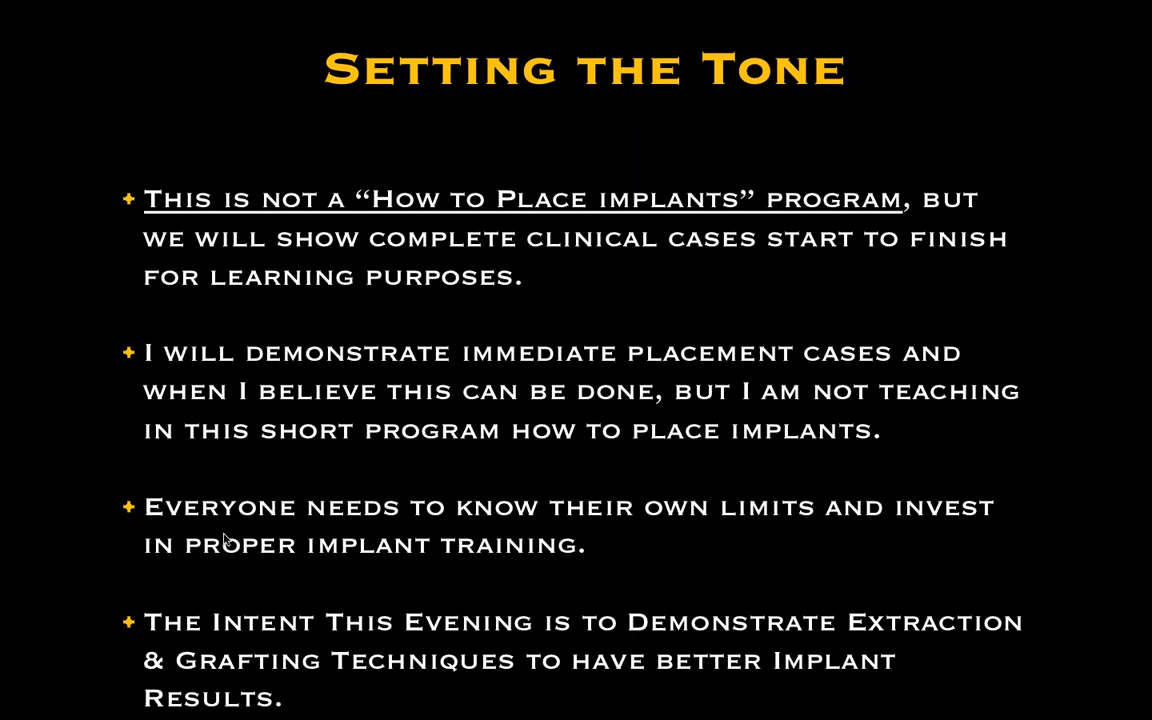 Setting the Tone
This is not a “How to Place implants” program, but
we will show complete clinical cases start to finish
for learning purposes.
I will demonstrate immediate placement cases and
when I believe this can be done, but I am not teaching
in this short program how to place implants.
Everyone needs to know their own limits and invest
in proper implant training.
The Intent This Evening is to Demonstrate Extraction
& Grafting Techniques to have better Implant
Results.